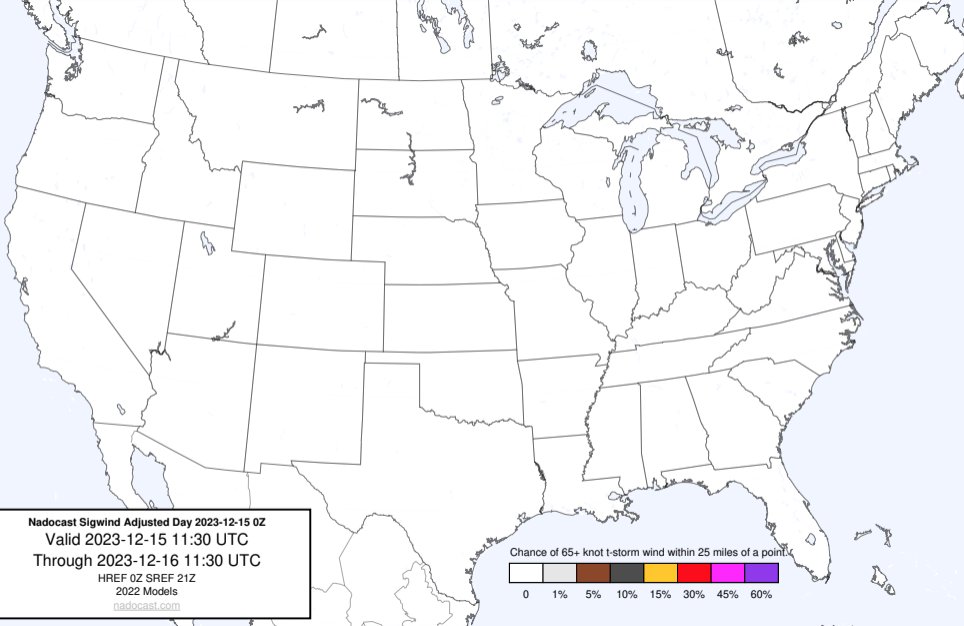 Nadocast Sigwind Adjusted Day 2023-12-15 0Z
Valid 2023-12-15 11:30 UTC
Through 2023-12-16 11:30 UTC
HREF 0Z SREF 21Z
2022 Models
nadocast.com
Chance of 65+ knot t-storm wind within 25 miles of a point.
0 1% 5% 10% 15% 30% 45% 60%